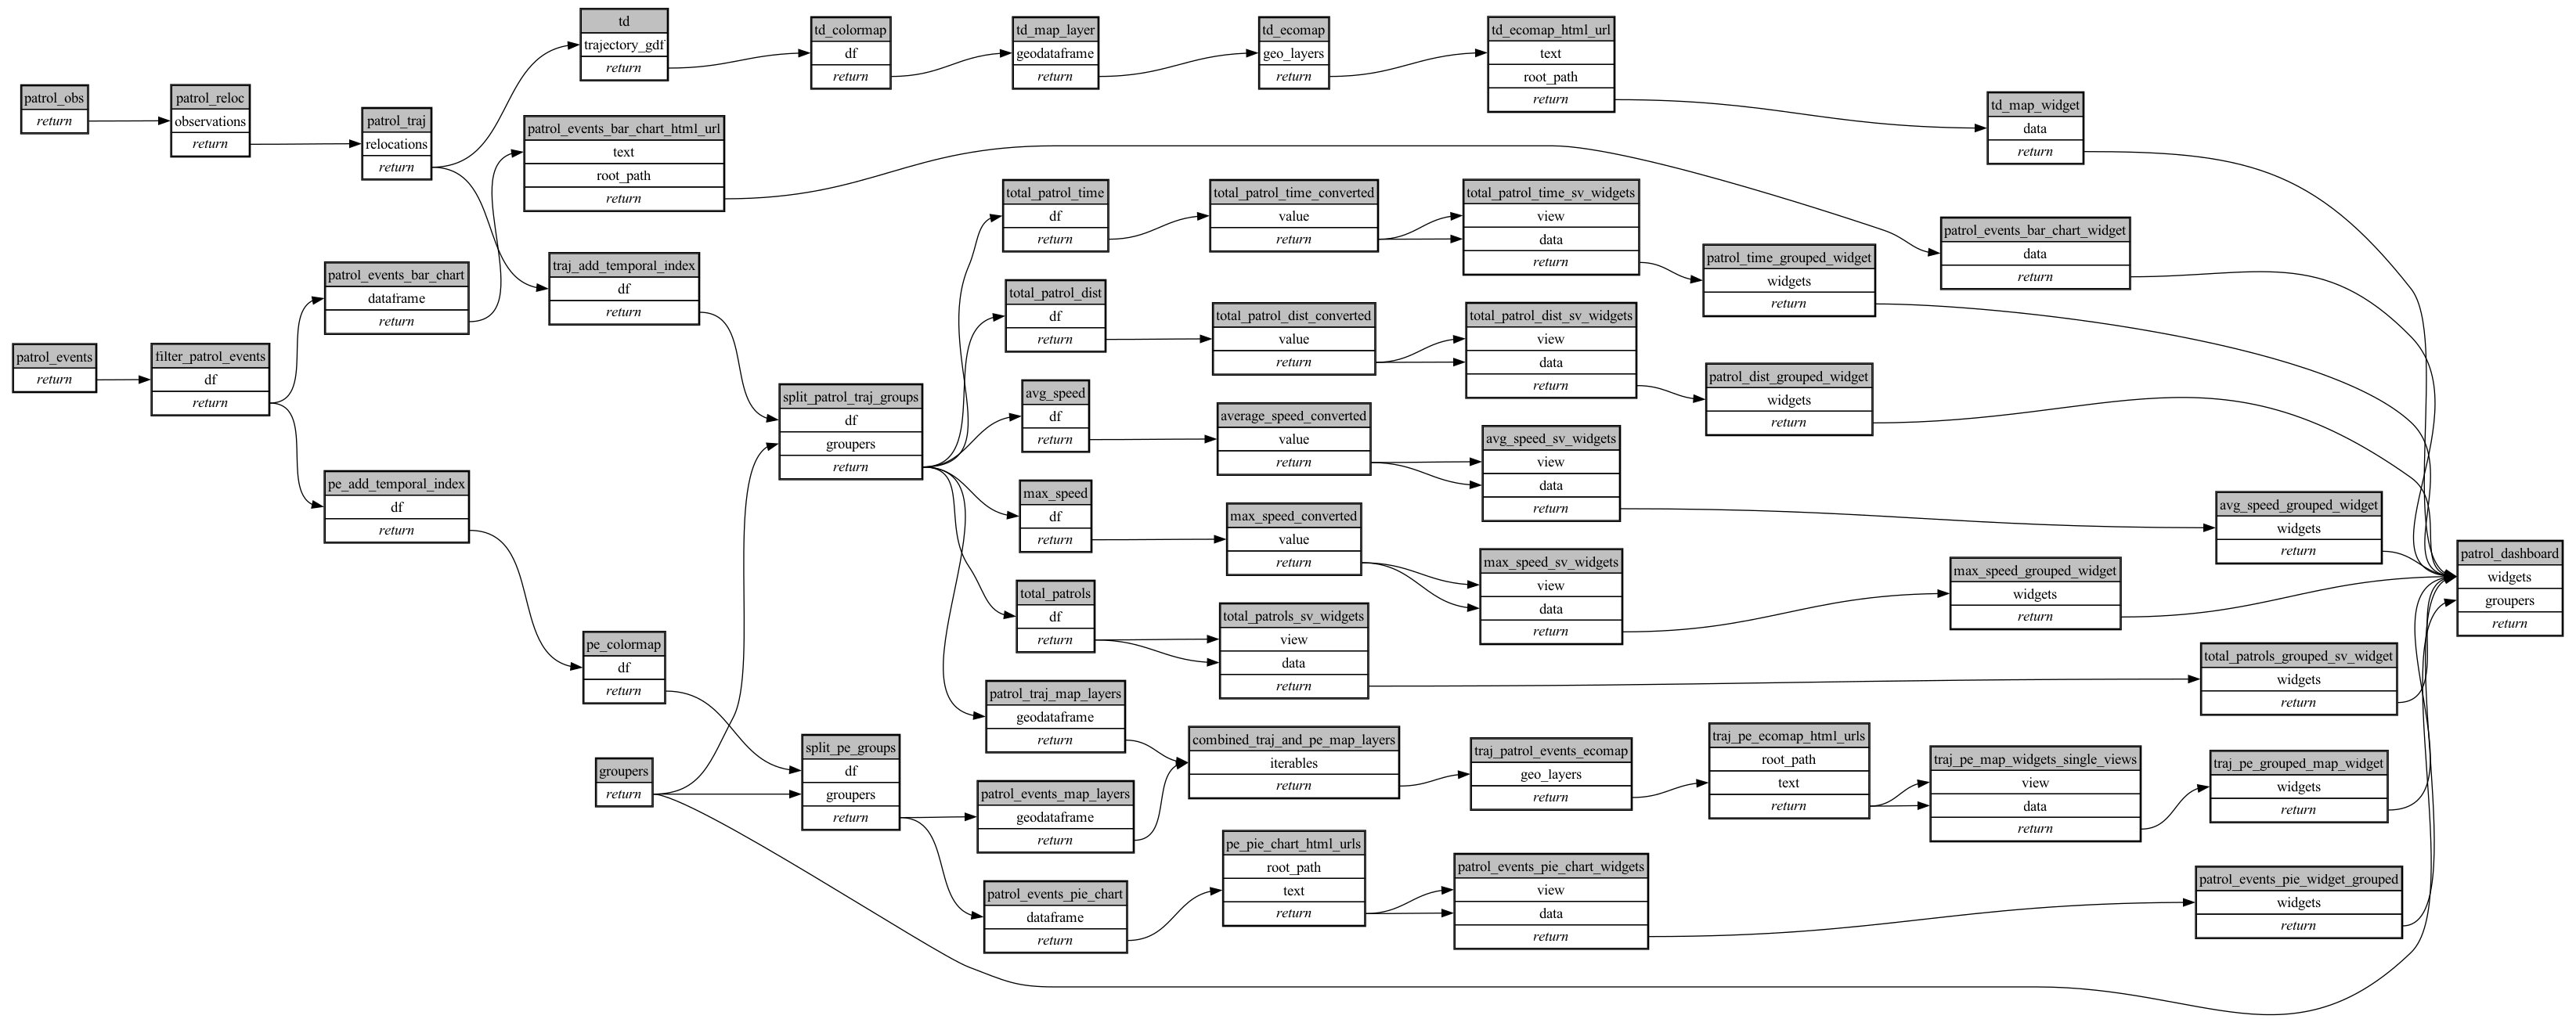 td
trajectory_gdf
return
td_colormap
df
return
td_map_layer
geodataframe
return
td_ecomap
geo_layers
return
td_ecomap_html_url
text
root_path
return
patrol_obs
return
patrol_reloc
observations
return
patrol_traj
relocations
return
patrol_events_bar_chart_html_url
text
root_path
return
td_map_widget
data
return
total_patrol_time
df
return
total_patrol_time_converted
value
return
total_patrol_time_sv_widgets
view
data
return
patrol_time_grouped_widget
widgets
return
patrol_events_bar_chart_widget
data
return
patrol_events_bar_chart
dataframe
return
traj_add_temporal_index
df
return
total_patrol_dist
df
return
total_patrol_dist_converted
value
return
total_patrol_dist_sv_widgets
view
data
return
patrol_dist_grouped_widget
widgets
return
patrol_events
return
filter_patrol_events
df
return
split_patrol_traj_groups
df
groupers
return
avg_speed
df
return
average_speed_converted
value
return
avg_speed_sv_widgets
view
data
return
avg_speed_grouped_widget
widgets
return
pe_add_temporal_index
df
return
max_speed
df
return
max_speed_converted
value
return
max_speed_sv_widgets
view
data
return
max_speed_grouped_widget
widgets
return
patrol_dashboard
widgets
groupers
return
total_patrols
df
return
total_patrols_sv_widgets
view
data
return
total_patrols_grouped_sv_widget
widgets
return
pe_colormap
df
return
patrol_traj_map_layers
geodataframe
return
groupers
return
split_pe_groups
df
groupers
return
patrol_events_map_layers
geodataframe
return
combined_traj_and_pe_map_layers
iterables
return
traj_patrol_events_ecomap
geo_layers
return
traj_pe_ecomap_html_urls
root_path
text
return
traj_pe_map_widgets_single_views
view
data
return
traj_pe_grouped_map_widget
widgets
return
patrol_events_pie_chart
dataframe
return
pe_pie_chart_html_urls
root_path
text
return
patrol_events_pie_chart_widgets
view
data
return
patrol_events_pie_widget_grouped
widgets
return